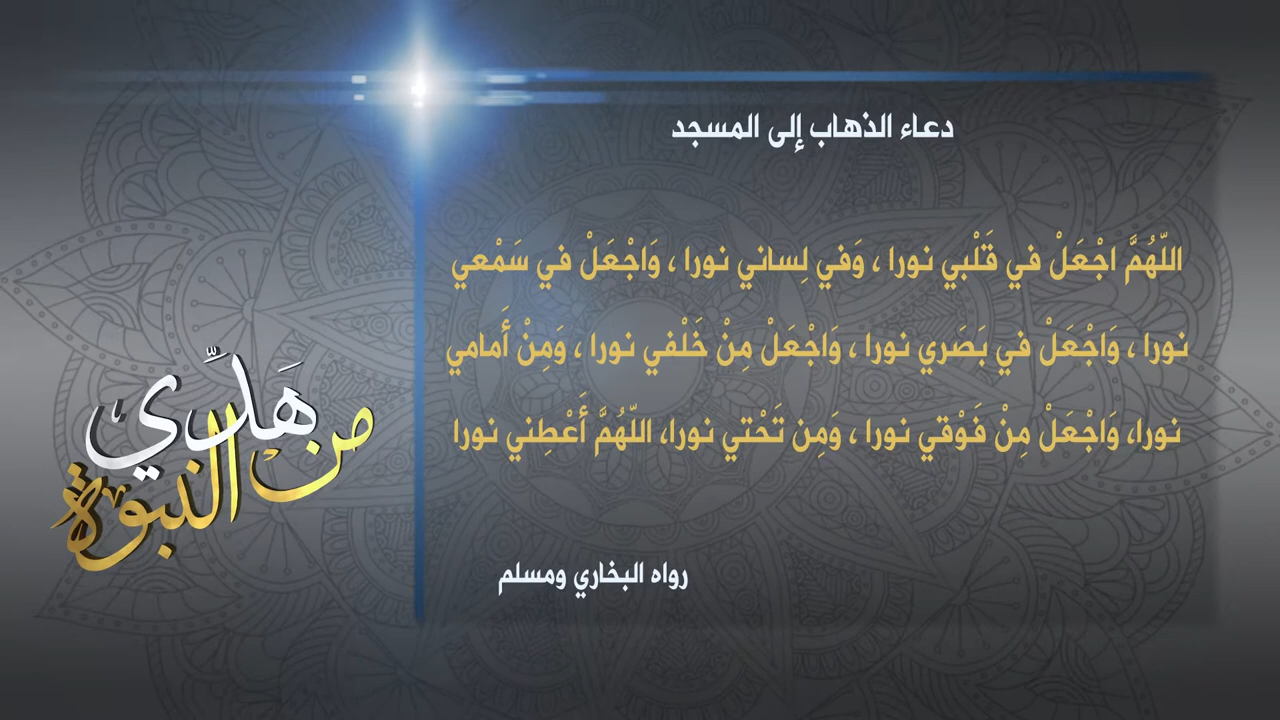 دعاء الذهاب إلى المسجد
اللّهُمَّ اجْعَلْ في قَلْبي نورا ، وَفي لِساني نورا ، وَاجْعَلْ في سَمْعي
نورا ، وَاجْعَلْ في بَصَري نورا ، وَاجْعَلْ مِنْ خَلْفي نورا ، وَمِنْ أَمامي
نورا، وَاجْعَلْ مِنْ فَوْقي نورا ، وَمِن تَحْتي نورا، اللّهُمَّ أَعْطِني نورا
رواه البخاري ومسلم
من هَدِّي
النبوة